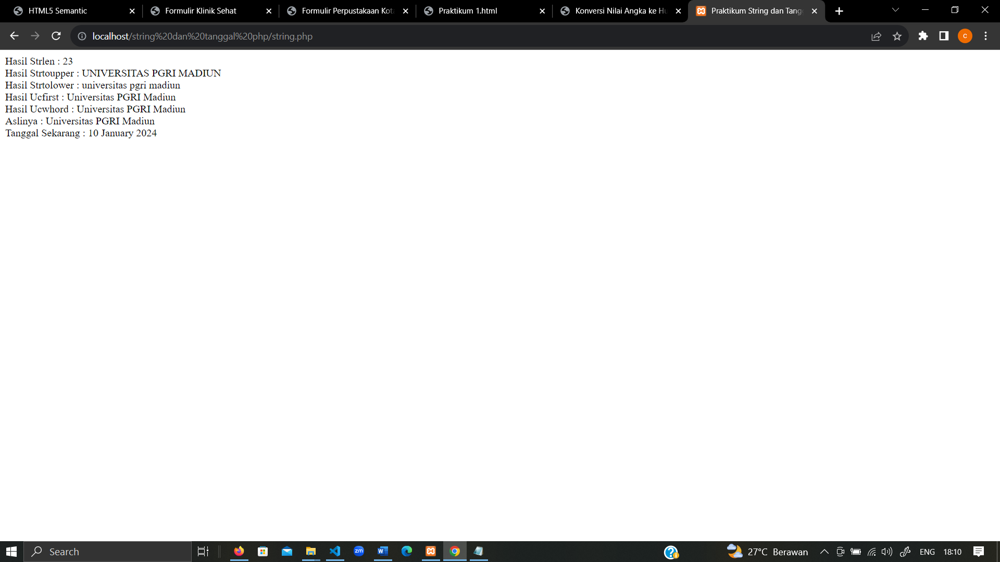 HTML5 Semantic
Formulir Klinik Sehat
Formulir Perpustakaan Kot
Praktikum 1.html
Konversi Nilai Angka ke Hu
Praktikum String dan Tangg
localhost/string%20dan%20tanggal%20php/string.php
C
Hasil Strlen : 23
Hasil Strtoupper : UNIVERSITAS PGRI MADIUN
Hasil Strtolower : universitas pgri madiun
Hasil Ucfirst : Universitas PGRI Madiun
Hasil Ucwhord : Universitas PGRI Madiun
Aslinya : Universitas PGRI Madiun
Tanggal Sekarang : 10 January 2024
Search
zm
W
27°C Berawan
ENG
18:10